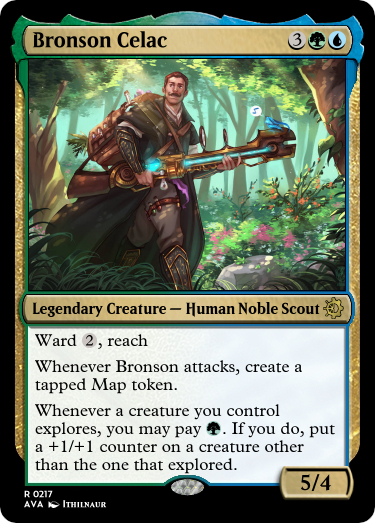 Bronson Celac 3
Legendary Creature — Human Noble Scout
Ward 2, reach
Whenever Bronson attacks, create a
tapped Map token.
Whenever a creature you control
explores, you may pay . If you do, put
a +1/+1 counter on a creature other
than the one that explored.
5/4
R 0217
AVA Ithilnaur